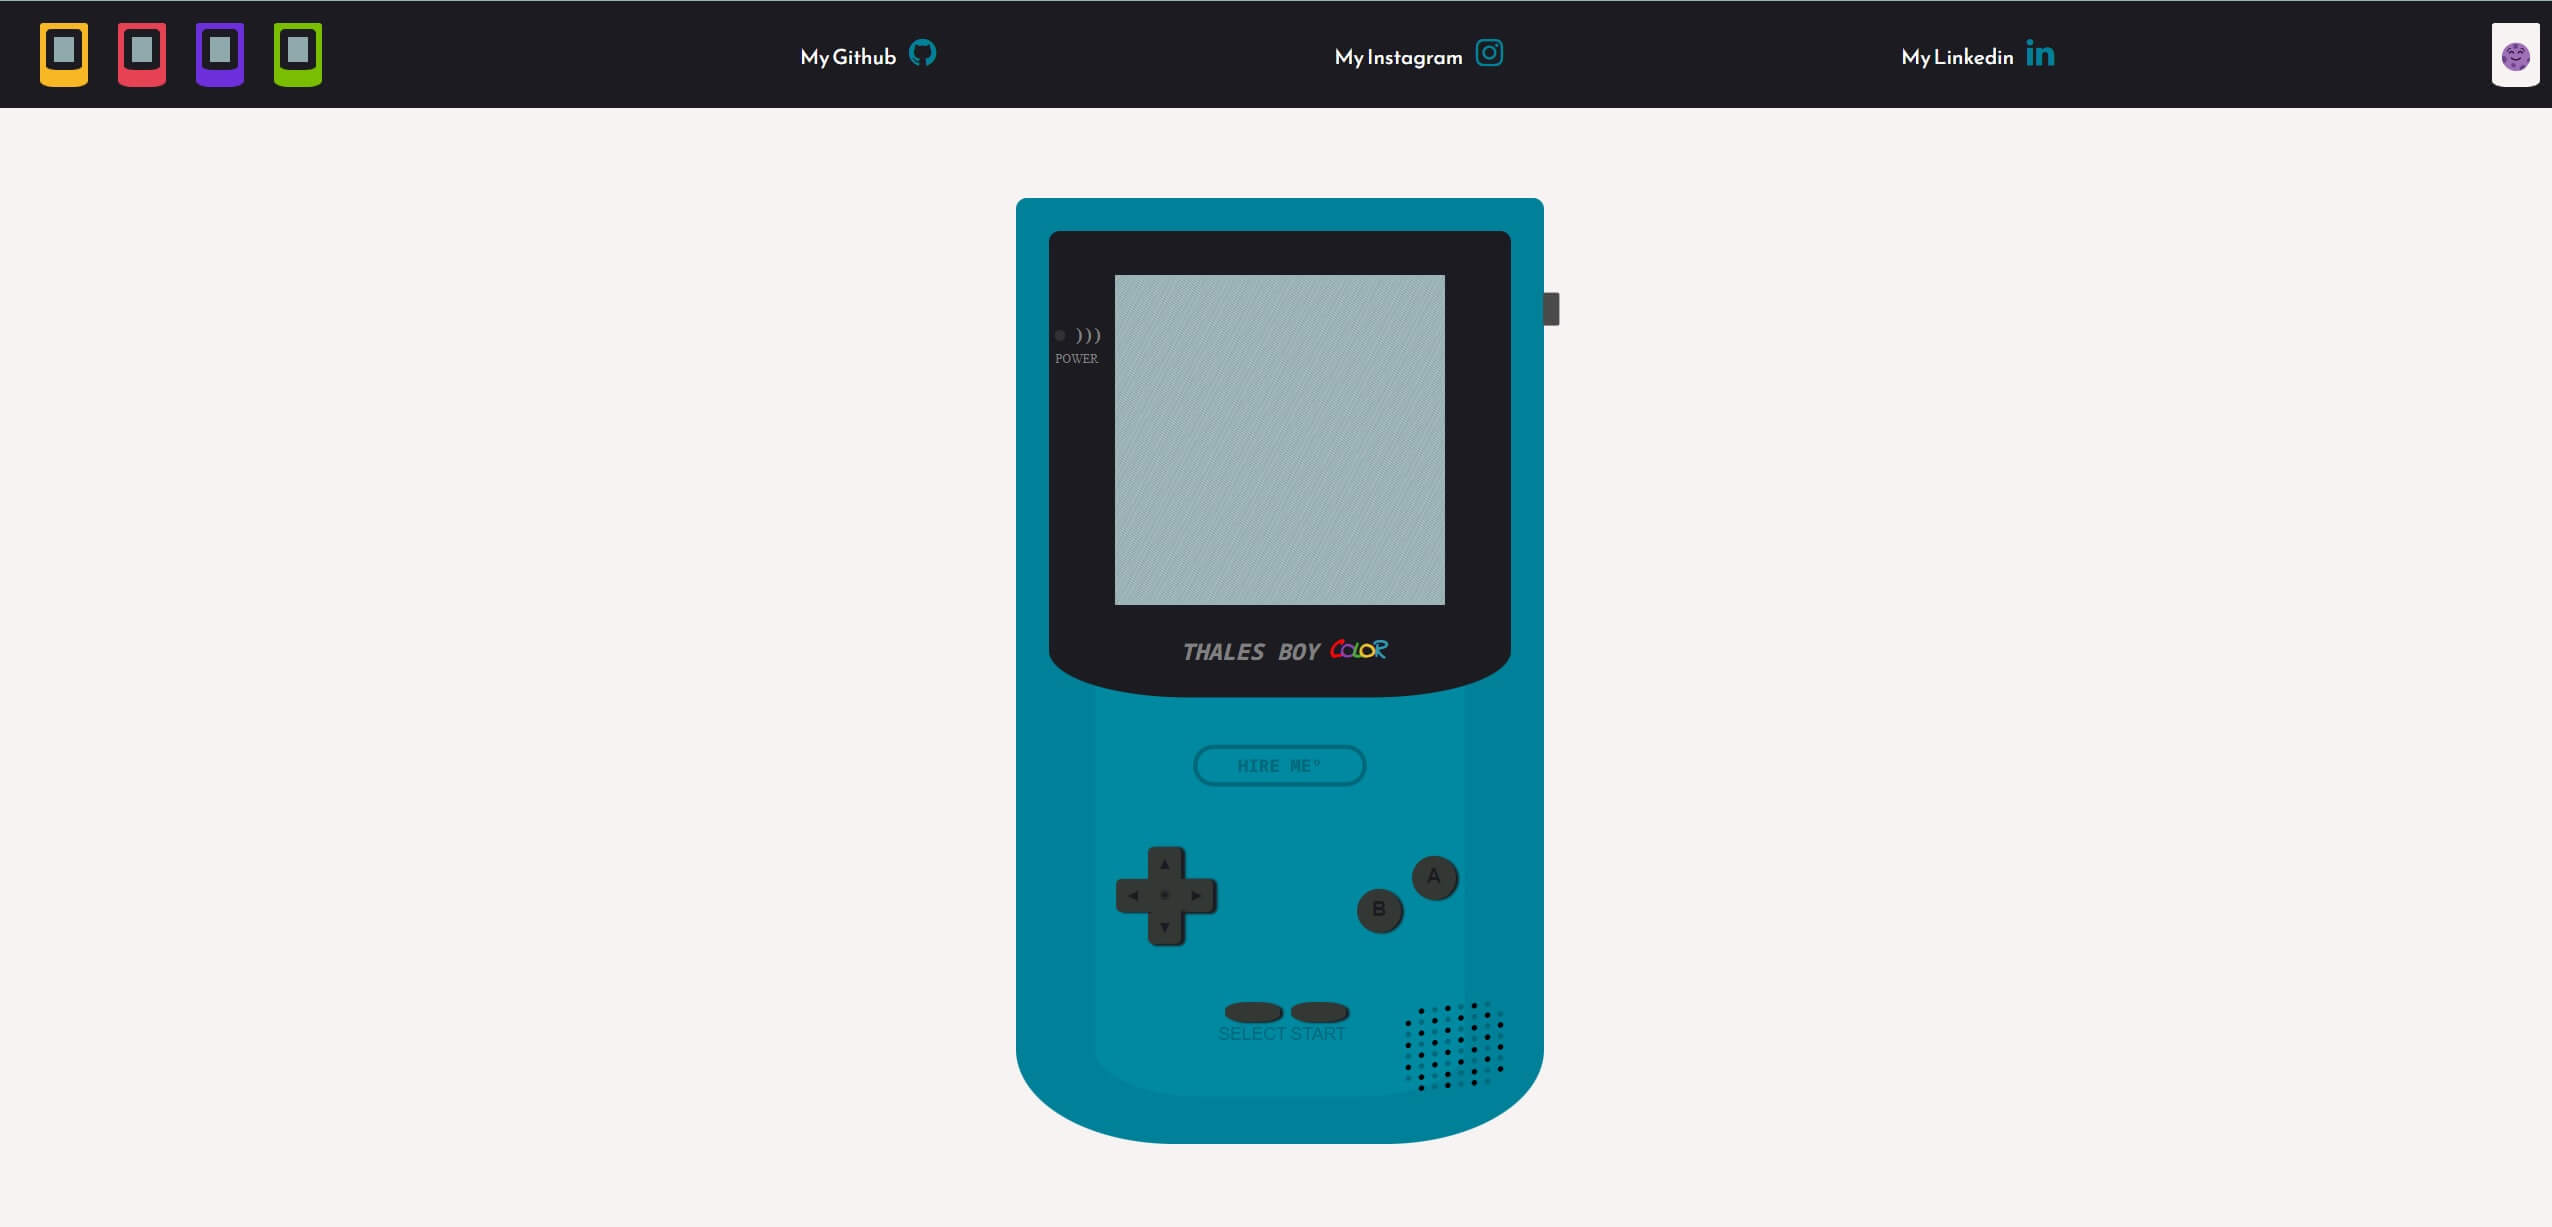 My Github
My Instagram
My Linkedin
)))
POWER
THALES BOY COLOR
HIRE ME°
A
B
SELECT START